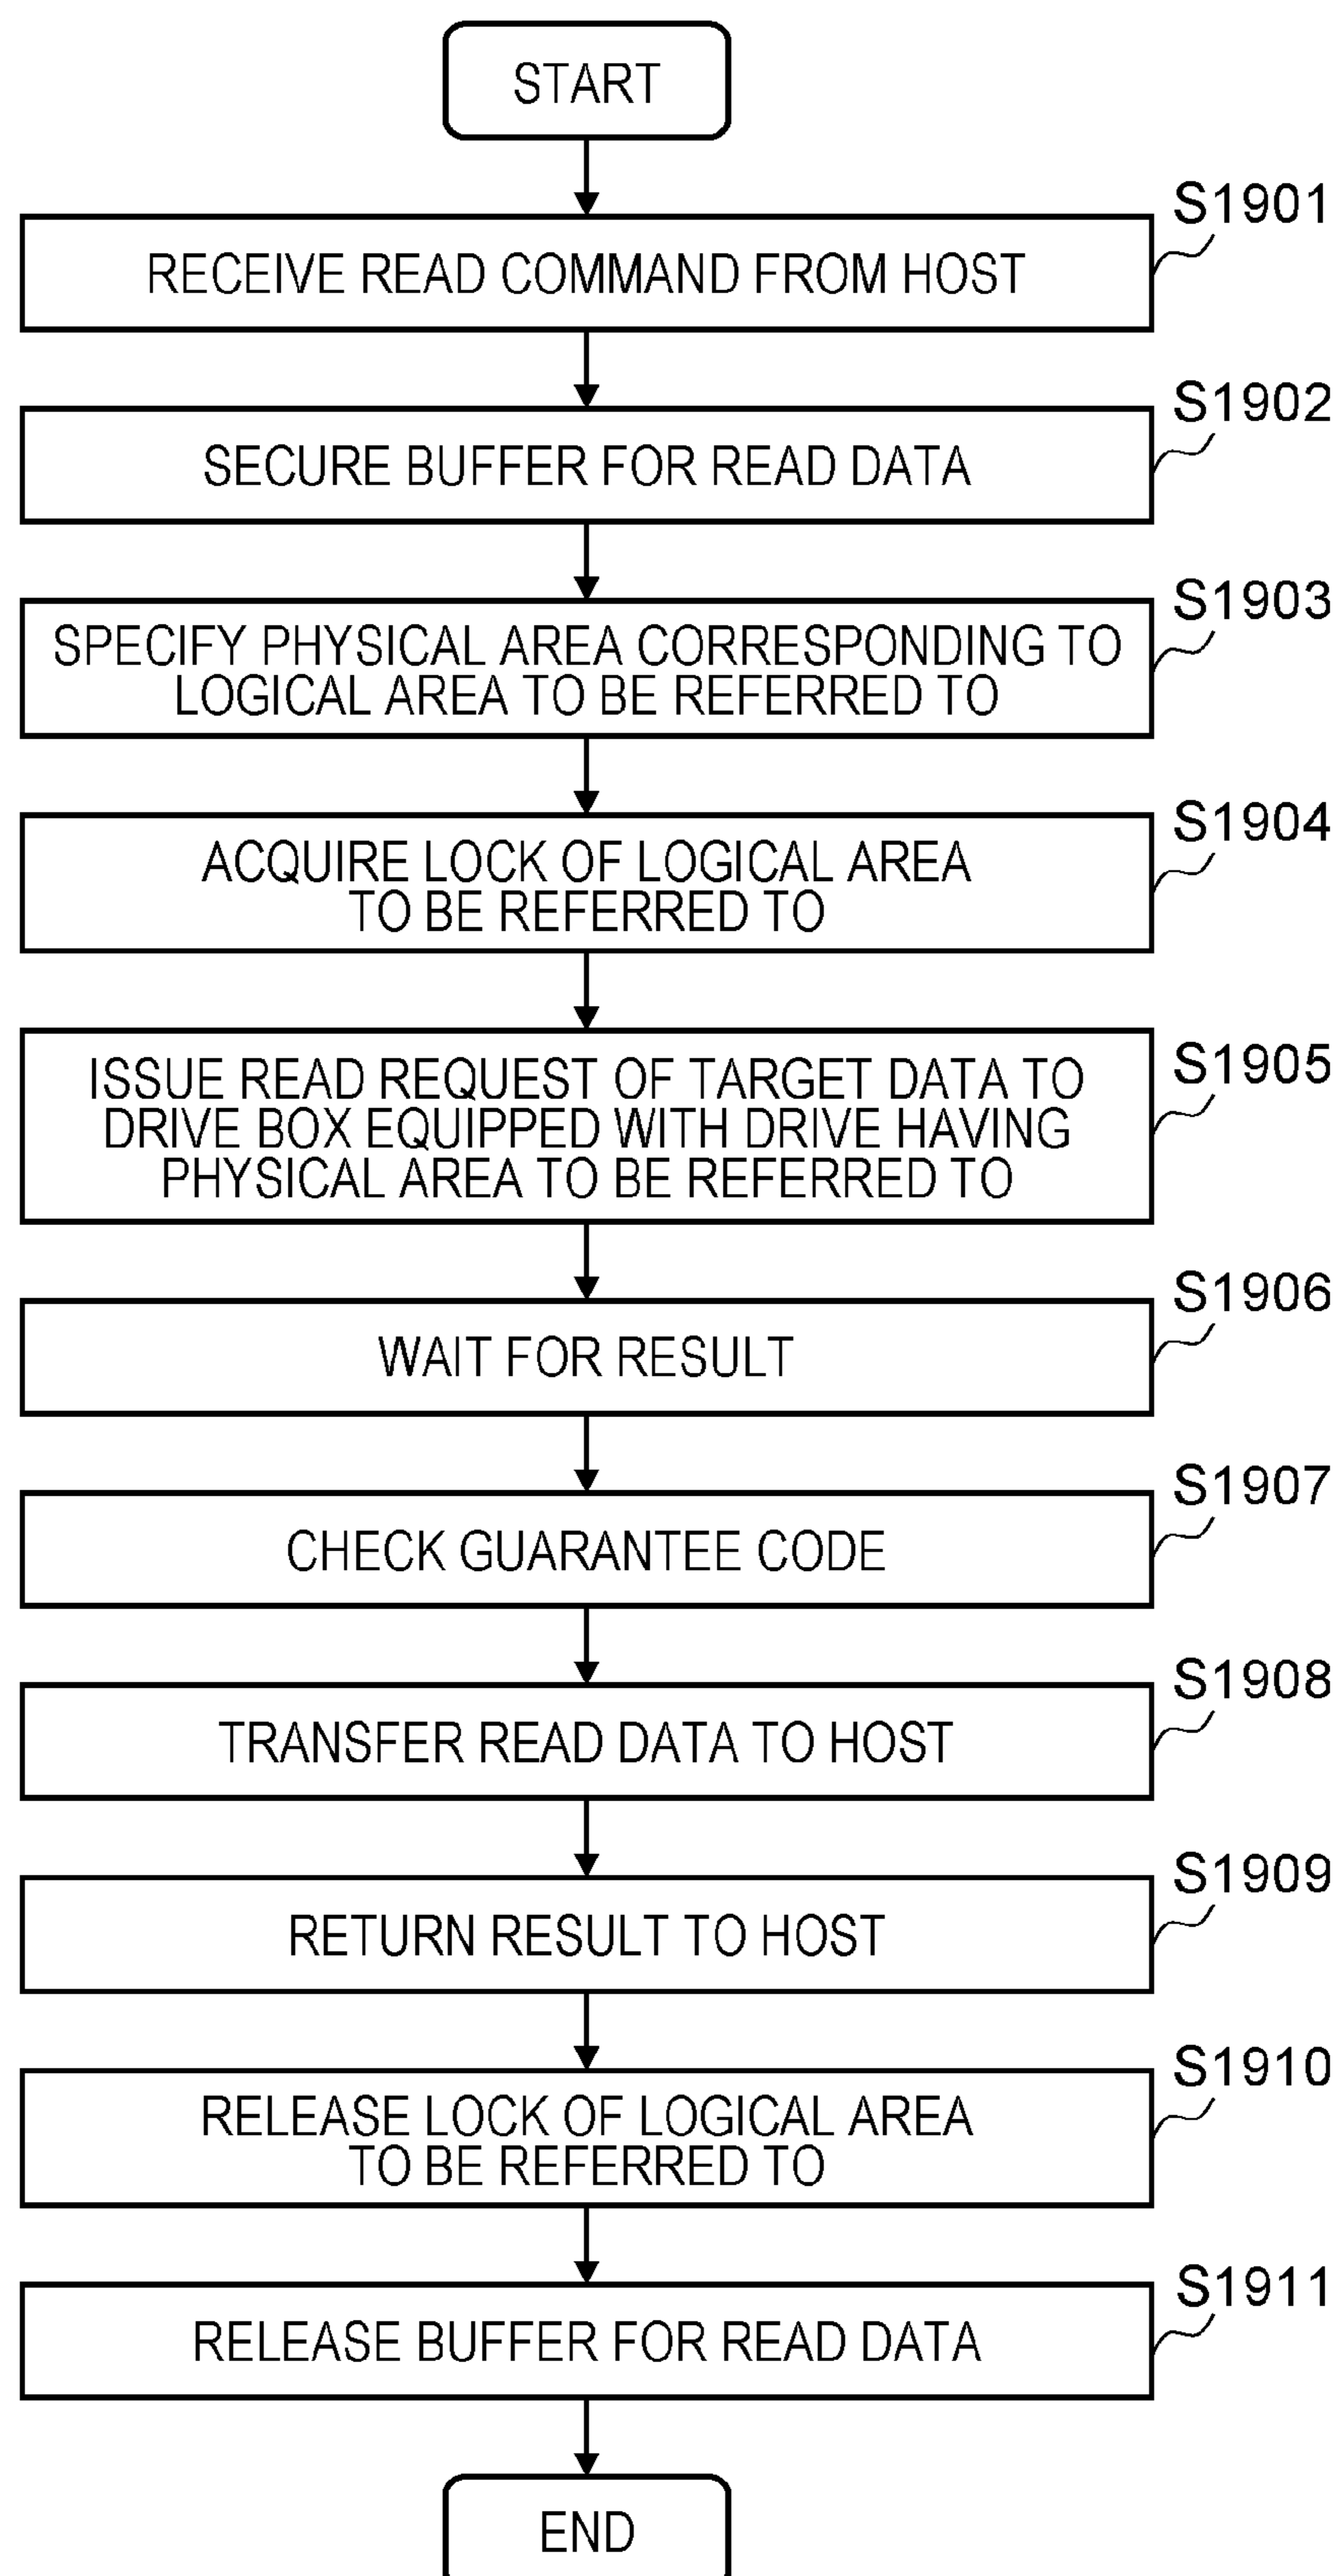 START
S1901
RECEIVE READ COMMAND FROM HOST
S1902
SECURE BUFFER FOR READ DATA
S1903
SPECIFY PHYSICAL AREA CORRESPONDING TO
LOGICAL AREA TO BE REFERRED TO
S1904
ACQUIRE LOCK OF LOGICAL AREA
TO BE REFERRED TO
S1905
ISSUE READ REQUEST OF TARGET DATA TO
DRIVE BOX EQUIPPED WITH DRIVE HAVING
PHYSICAL AREA TO BE REFERRED TO
S1906
WAIT FOR RESULT
S1907
CHECK GUARANTEE CODE
S1908
TRANSFER READ DATA TO HOST
S1909
RETURN RESULT TO HOST
S1910
RELEASE LOCK OF LOGICAL AREA
TO BE REFERRED TO
S1911
RELEASE BUFFER FOR READ DATA
END